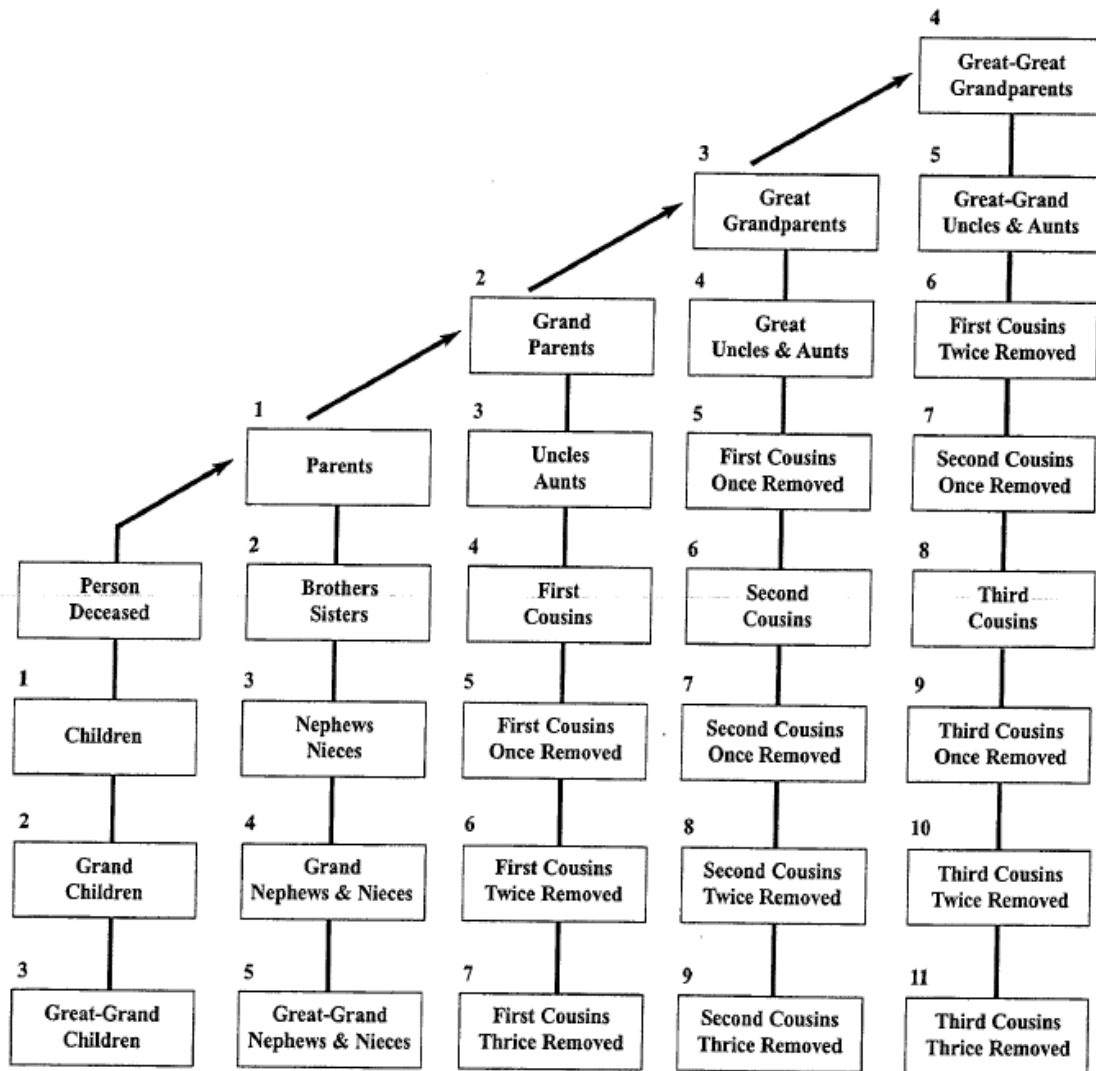 4
Great-Great
Grandparents
3
5
Great
Grandparents
Great-Grand
Uncles & Aunts
2
4
6
Grand
Parents
Great
Uncles & Aunts
First Cousins
Twice Removed
1
3
5
7
Parents
Uncles
Aunts
First Cousins
Once Removed
Second Cousins
Once Removed
2
4
6
8
Person
Deceased
Brothers
Sisters
First
Cousins
Second
Cousins
Third
Cousins
1
3
5
7
9
Children
Nephews
Nieces
First Cousins
Once Removed
Second Cousins
Once Removed
Third Cousins
Once Removed
2
4
6
8
10
Grand
Children
Grand
Nephews & Nieces
First Cousins
Twice Removed
Second Cousins
Twice Removed
Third Cousins
Twice Removed
3
5
7
9
11
Great-Grand
Children
Great-Grand
Nephews & Nieces
First Cousins
Thrice Removed
Second Cousins
Thrice Removed
Third Cousins
Thrice Removed